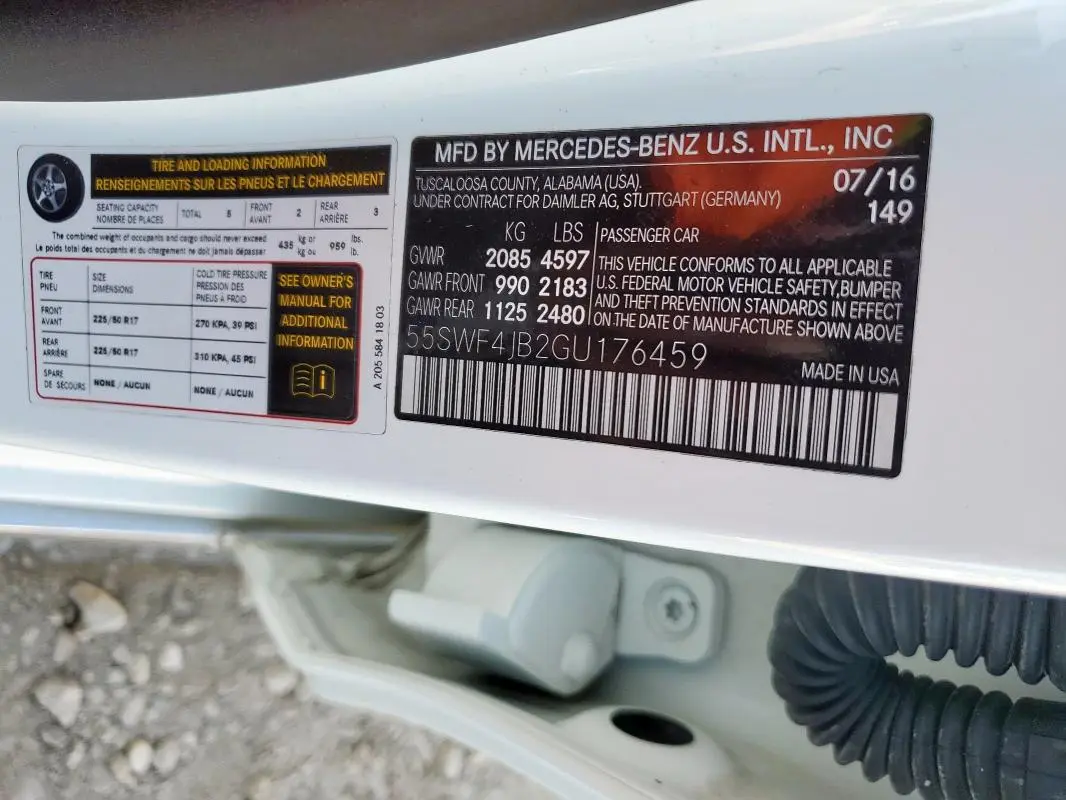 TIRE AND LOADING INFORMATION
RENSEIGNEMENTS SUR LES PNEUS ET LE CHARGEMENT
SEATING CAPACITY
NOMBRE DE PLACES
TOTAL 5
FRONT
AVANT
2
REAR
ARRIÈRE
3
The combined weight of occupants and cargo should never exceed
Le poids total des occupants et du chargement ne doit jamais dépasser
435 kg or
kg ou
959 lbs.
lb.
TIRE
PNEU
SIZE
DIMENSIONS
COLD TIRE PRESSURE
PRESSION DES
PNEUS À FROID
FRONT
AVANT
225/50 R17
270 KPA, 39 PSI
REAR
ARRIÈRE
225/50 R17
310 KPA, 45 PSI
SPARE
DE SECOURS
NONE / AUCUN
NONE / AUCUN
SEE OWNER'S
MANUAL FOR
ADDITIONAL
INFORMATION
A 205 584 18 03
MFD BY MERCEDES-BENZ U.S. INTL., INC
TUSCALOOSA COUNTY, ALABAMA (USA).
UNDER CONTRACT FOR DAIMLER AG, STUTTGART (GERMANY)
07/16
149
KG LBS
GVWR 2085 4597
GAWR FRONT 990 2183
GAWR REAR 1125 2480
PASSENGER CAR
THIS VEHICLE CONFORMS TO ALL APPLICABLE
U.S. FEDERAL MOTOR VEHICLE SAFETY,BUMPER
AND THEFT PREVENTION STANDARDS IN EFFECT
ON THE DATE OF MANUFACTURE SHOWN ABOVE
55SWF4JB2GU176459
MADE IN USA